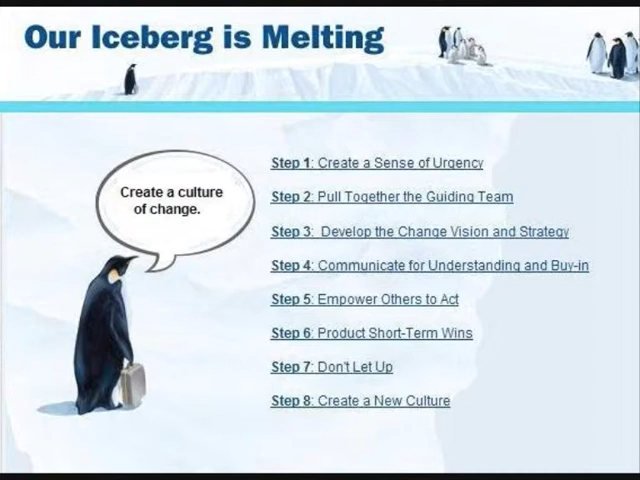 Our Iceberg is Melting
Create a culture
of change.
Step 1: Create a Sense of Urgency
Step 2: Pull Together the Guiding Team
Step 3:  Develop the Change Vision and Strategy
Step 4: Communicate for Understanding and Buy-in
Step 5: Empower Others to Act
Step 6: Product Short-Term Wins
Step 7: Don't Let Up
Step 8: Create a New Culture